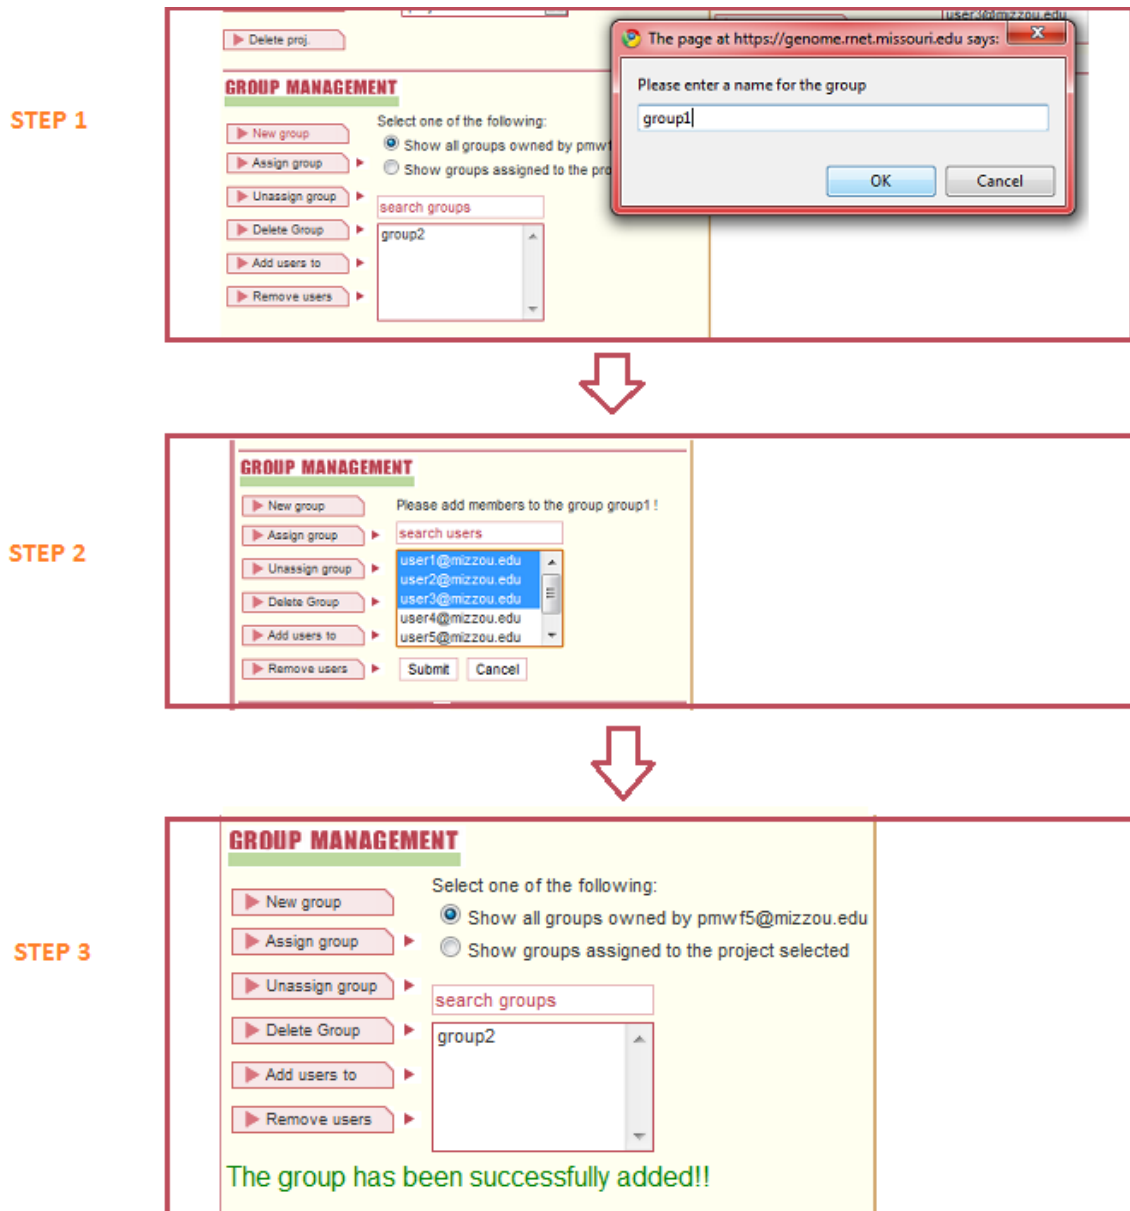 user3@mizzou.edu
Delete proj.
The page at https://genome.rnet.missouri.edu says:
Please enter a name for the group
group1
OK
Cancel
STEP 1
GROUP MANAGEMENT
Select one of the following:
New group
Show all groups owned by pmwf
Assign group
Show groups assigned to the pro
Unassign group
search groups
Delete Group
group2
Add users to
Remove users
STEP 2
GROUP MANAGEMENT
New group
Please add members to the group group1 !
Assign group
search users
user1@mizzou.edu
Unassign group
user2@mizzou.edu
Delete Group
user3@mizzou.edu
user4@mizzou.edu
Add users to
user5@mizzou.edu
Remove users
Submit
Cancel
STEP 3
GROUP MANAGEMENT
Select one of the following:
New group
Show all groups owned by pmwf5@mizzou.edu
Assign group
Show groups assigned to the project selected
Unassign group
search groups
Delete Group
group2
Add users to
Remove users
The group has been successfully added!!